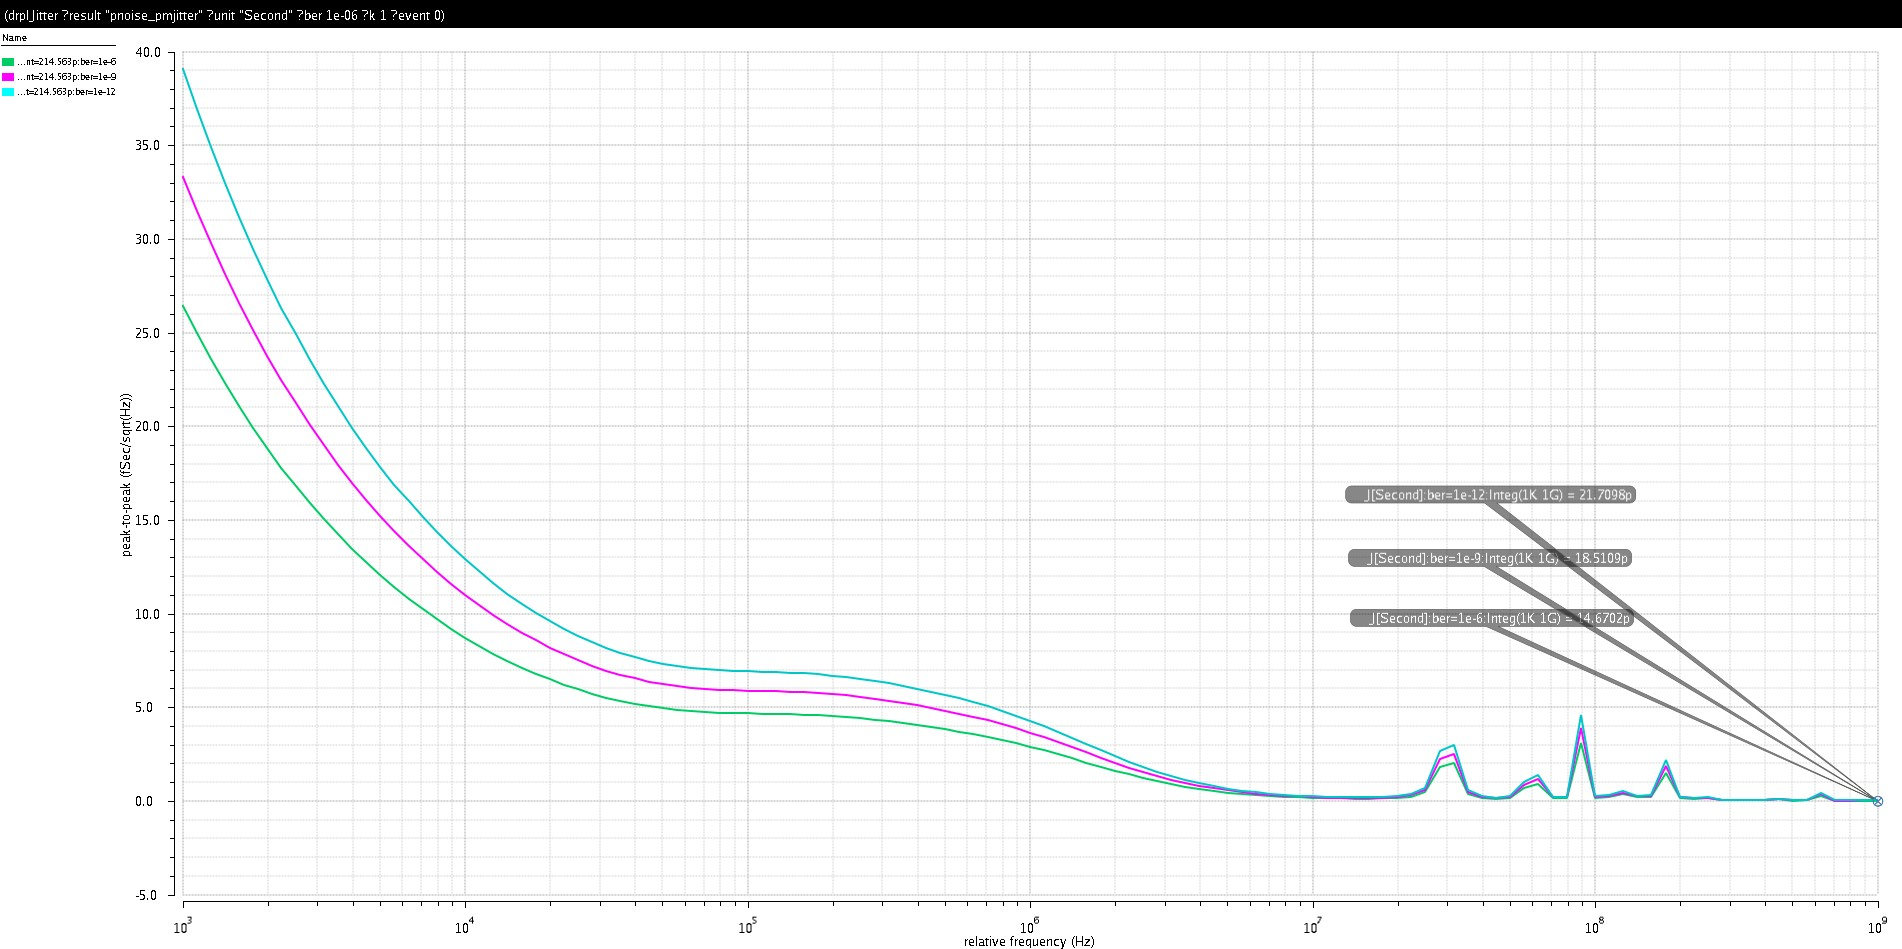 (drpl_Jitter ?result "pnoise_pmjitter" ?unit "Second" ?ber 1e-06 ?k 1 ?event 0)
Name
...nt=214.563p:ber=1e-6
...nt=214.563p:ber=1e-9
...t=214.563p:ber=1e-12
40.0
35.0
30.0
25.0
20.0
15.0
10.0
5.0
0.0
-5.0
peak-to-peak (fSec/sqrt(Hz))
_J[Second]:ber=1e-12:Integ(1K 1G) = 21.7098p
_J[Second]:ber=1e-9:Integ(1K 1G) = 18.5109p
_J[Second]:ber=1e-6:Integ(1K 1G) = 14.6702p
10³ 10⁴ 10⁵ 10⁶ 10⁷ 10⁸ 10⁹
relative frequency (Hz)